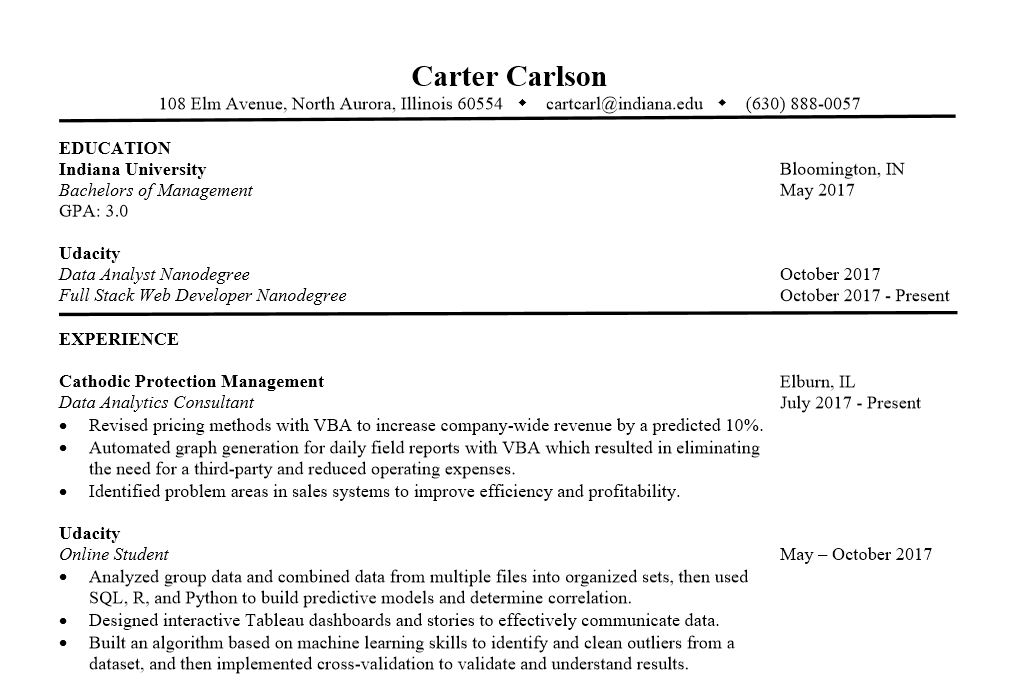 Carter Carlson
108 Elm Avenue, North Aurora, Illinois 60554 ◆ cartcarl@indiana.edu ◆ (630) 888-0057
EDUCATION
Indiana University Bloomington, IN
Bachelors of Management May 2017
GPA: 3.0
Udacity
Data Analyst Nanodegree October 2017
Full Stack Web Developer Nanodegree October 2017 - Present
EXPERIENCE
Cathodic Protection Management Elburn, IL
Data Analytics Consultant July 2017 - Present
• Revised pricing methods with VBA to increase company-wide revenue by a predicted 10%.
• Automated graph generation for daily field reports with VBA which resulted in eliminating
the need for a third-party and reduced operating expenses.
• Identified problem areas in sales systems to improve efficiency and profitability.
Udacity
Online Student May – October 2017
• Analyzed group data and combined data from multiple files into organized sets, then used
SQL, R, and Python to build predictive models and determine correlation.
• Designed interactive Tableau dashboards and stories to effectively communicate data.
• Built an algorithm based on machine learning skills to identify and clean outliers from a
dataset, and then implemented cross-validation to validate and understand results.